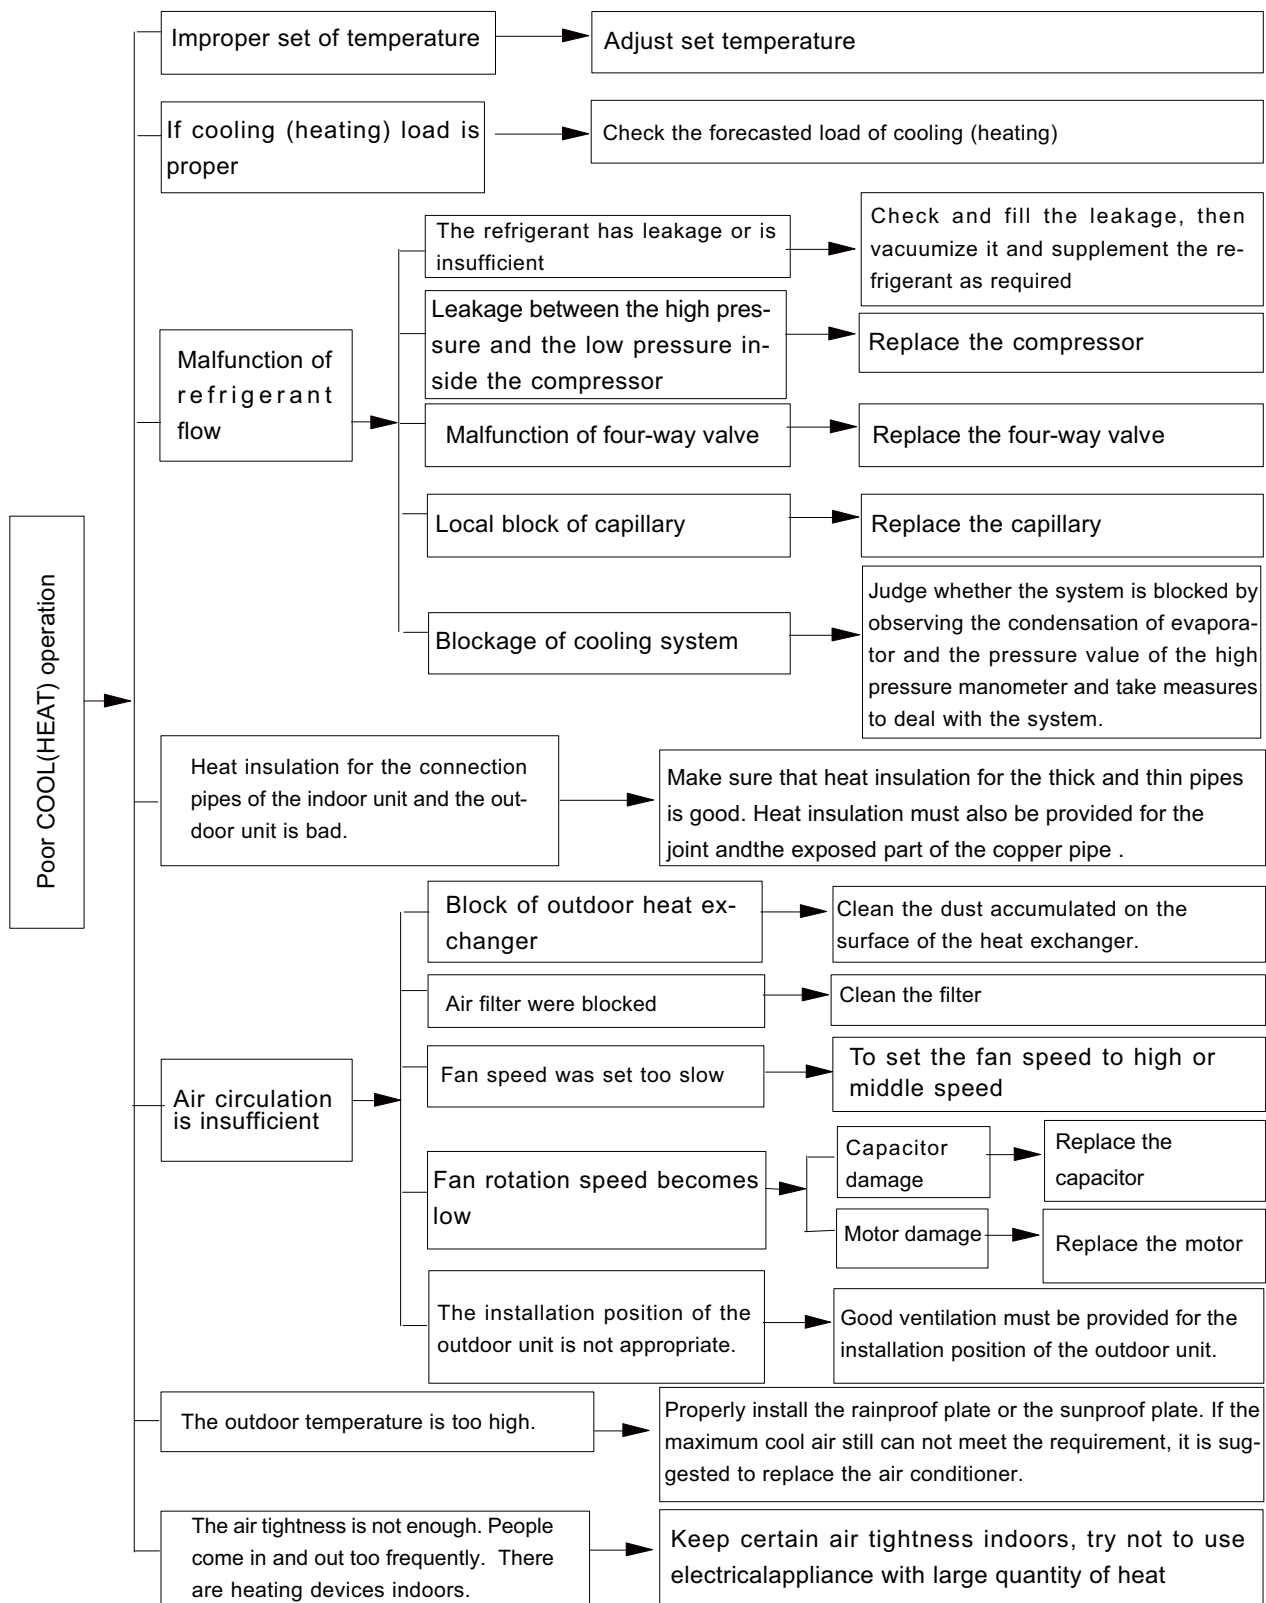 Poor COOL(HEAT) operation
Improper set of temperature
Adjust set temperature
If cooling (heating) load is
proper
Check the forecasted load of cooling (heating)
Malfunction of
refrigerant
flow
The refrigerant has leakage or is
insufficient
Check and fill the leakage, then
vacuumize it and supplement the re-
frigerant as required
Leakage between the high pres-
sure and the low pressure in-
side the compressor
Replace the compressor
Malfunction of four-way valve
Replace the four-way valve
Local block of capillary
Replace the capillary
Blockage of cooling system
Judge whether the system is blocked by
observing the condensation of evapora-
tor and the pressure value of the high
pressure manometer and take measures
to deal with the system.
Heat insulation for the connection
pipes of the indoor unit and the out-
door unit is bad.
Make sure that heat insulation for the thick and thin pipes
is good. Heat insulation must also be provided for the
joint andthe exposed part of the copper pipe .
Air circulation
is insufficient
Block of outdoor heat ex-
changer
Clean the dust accumulated on the
surface of the heat exchanger.
Air filter were blocked
Clean the filter
Fan speed was set too slow
To set the fan speed to high or
middle speed
Fan rotation speed becomes
low
Capacitor
damage
Replace the
capacitor
Motor damage
Replace the motor
The installation position of the
outdoor unit is not appropriate.
Good ventilation must be provided for the
installation position of the outdoor unit.
The outdoor temperature is too high.
Properly install the rainproof plate or the sunproof plate. If the
maximum cool air still can not meet the requirement, it is sug-
gested to replace the air conditioner.
The air tightness is not enough. People
come in and out too frequently. There
are heating devices indoors.
Keep certain air tightness indoors, try not to use
electricalappliance with large quantity of heat